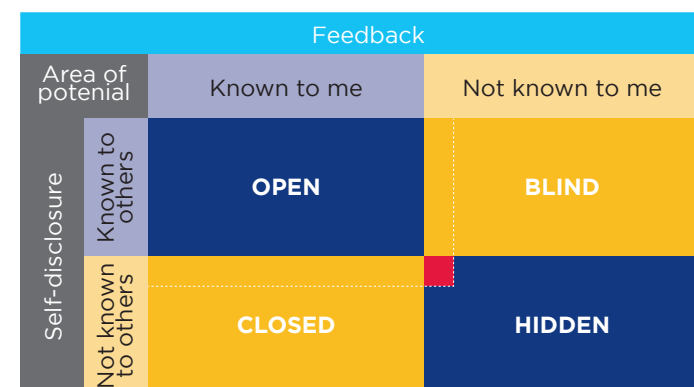 Feedback
Area of
potenial
Known to me
Not known to me
Self-disclosure
Known to
others
OPEN
BLIND
Not known
to others
CLOSED
HIDDEN